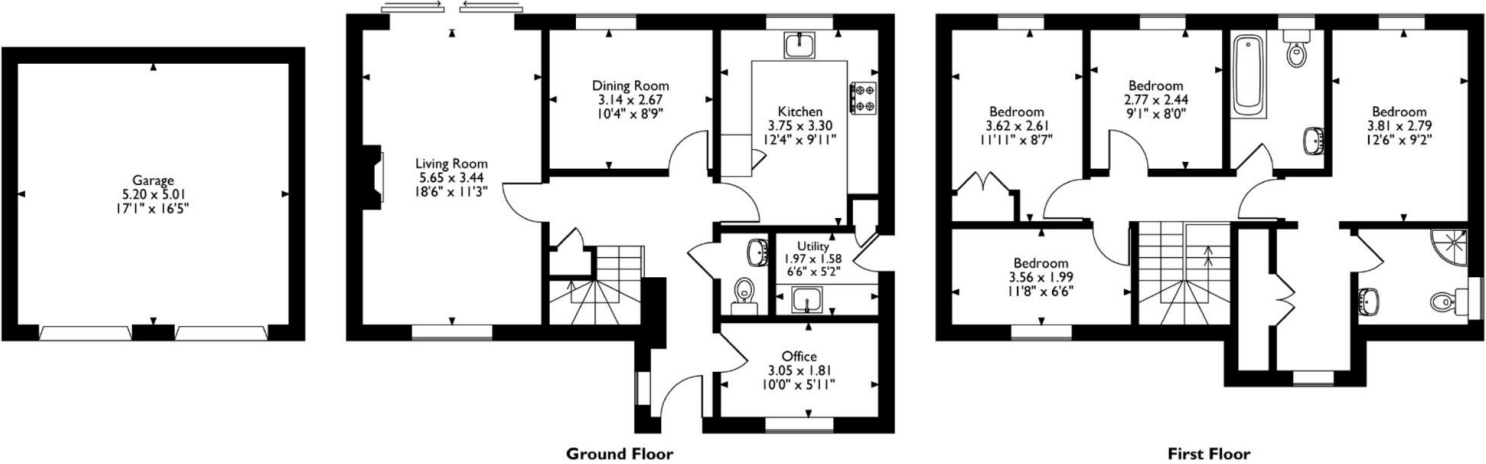 Garage
5.20 x 5.01
17'1" x 16'5"
Living Room
5.65 x 3.44
18'6" x 11'3"
Dining Room
3.14 x 2.67
10'4" x 8'9"
Kitchen
3.75 x 3.30
12'4" x 9'11"
Utility
1.97 x 1.58
6'6" x 5'2"
Office
3.05 x 1.81
10'0" x 5'11"
Ground Floor
Bedroom
3.62 x 2.61
11'11" x 8'7"
Bedroom
2.77 x 2.44
9'1" x 8'0"
Bedroom
3.81 x 2.79
12'6" x 9'2"
Bedroom
3.56 x 1.99
11'8" x 6'6"
First Floor